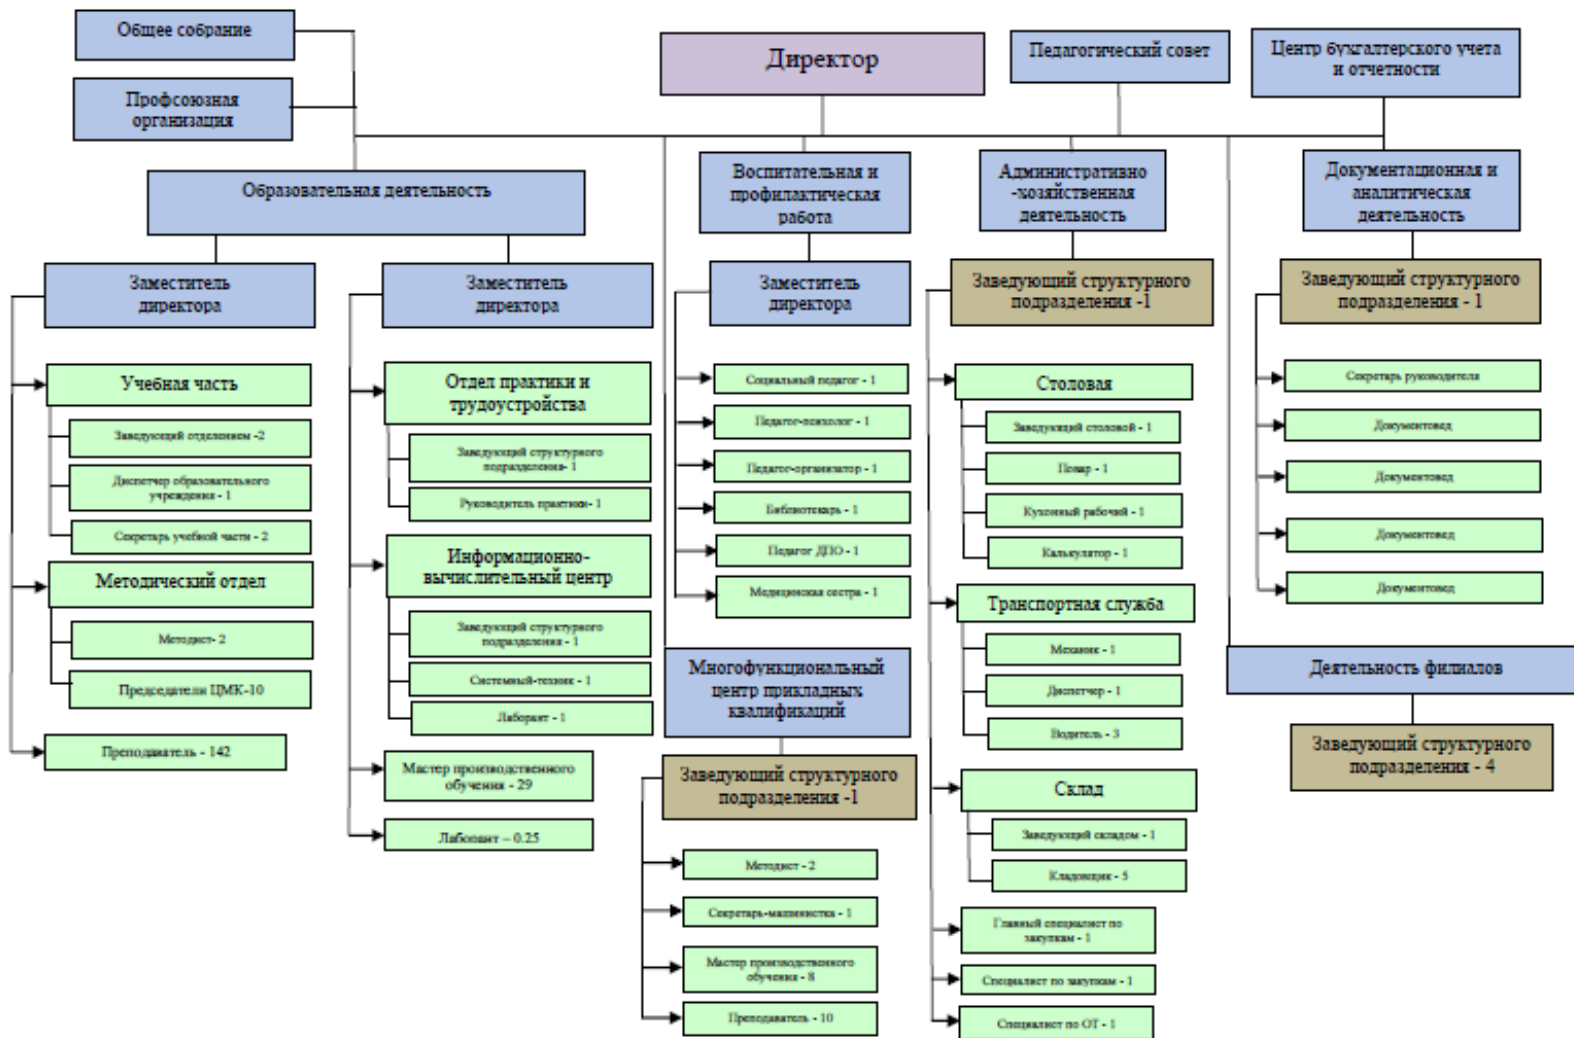 Общее собрание
Профсоюзная
организация
Директор
Педагогический совет
Центр бухгалтерского учета
и отчетности
Образовательная деятельность
Воспитательная и
профилактическая
работа
Административно
-хозяйственная
деятельность
Документационная и
аналитическая
деятельность
Заместитель
директора
Учебная часть
Заведующий отделением -2
Диспетчер образовательного
учреждения - 1
Секретарь учебной части - 2
Методический отдел
Методист- 2
Председатели ЦМК-10
Преподаватель - 142
Заместитель
директора
Отдел практики и
трудоустройства
Заведующий структурного
подразделения- 1
Руководитель практики- 1
Информационно-
вычислительный центр
Заведующий структурного
подразделения - 1
Системный-техник - 1
Лаборант - 1
Мастер производственного
обучения - 29
Лаборант – 0.25
Заместитель
директора
Социальный педагог - 1
Педагог-психолог - 1
Педагог-организатор - 1
Библиотекарь - 1
Педагог ДПО - 1
Медицинская сестра - 1
Многофункциональный
центр прикладных
квалификаций
Заведующий структурного
подразделения -1
Методист - 2
Секретарь-машинистка - 1
Мастер производственного
обучения - 8
Преподаватель - 10
Заведующий структурного
подразделения -1
Столовая
Заведующий столовой - 1
Повар - 1
Кухонный рабочий - 1
Калькулятор - 1
Транспортная служба
Механик - 1
Диспетчер - 1
Водитель - 3
Склад
Заведующий складом - 1
Кладовщик - 5
Главный специалист по
закупкам - 1
Специалист по закупкам - 1
Специалист по ОТ - 1
Заведующий структурного
подразделения - 1
Секретарь руководителя
Документовед
Документовед
Документовед
Документовед
Деятельность филиалов
Заведующий структурного
подразделения - 4